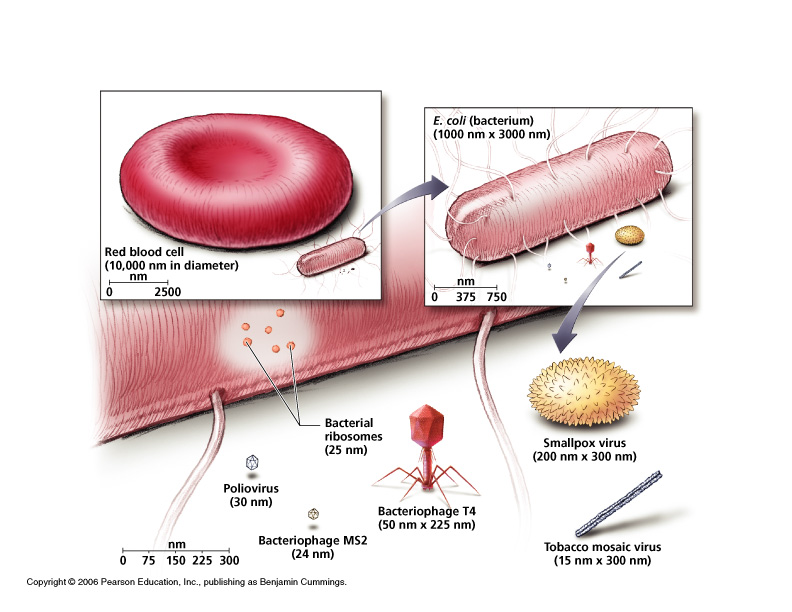 E. coli (bacterium)
(1000 nm x 3000 nm)
Red blood cell
(10,000 nm in diameter)
nm
0 2500
nm
0 375 750
Bacterial
ribosomes
(25 nm)
Smallpox virus
(200 nm x 300 nm)
Poliovirus
(30 nm)
Bacteriophage T4
(50 nm x 225 nm)
Bacteriophage MS2
(24 nm)
Tobacco mosaic virus
(15 nm x 300 nm)
nm
0 75 150 225 300
Copyright © 2006 Pearson Education, Inc., publishing as Benjamin Cummings.